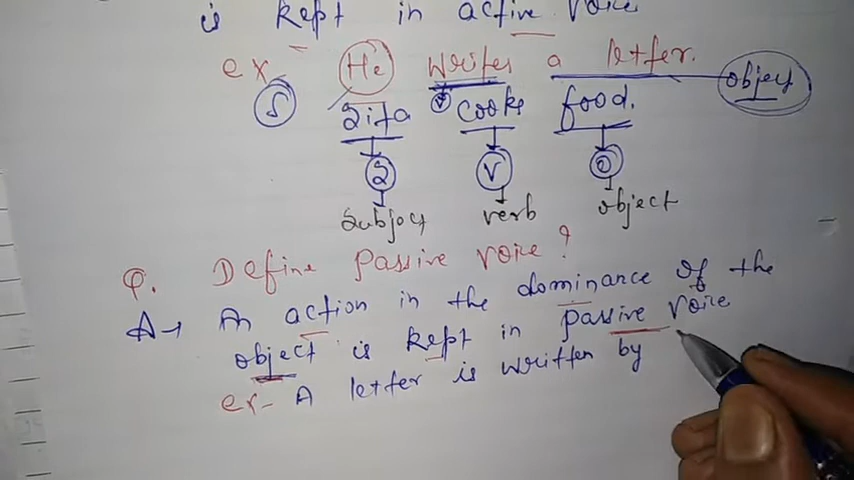 is kept in active voice
ex He writes a letter. object
S Sita V cooks food.
S V O
Subject verb object
Q. Define Passive voice?
A→ An action in the dominance of the
object is kept in passive voice
ex- A letter is written by